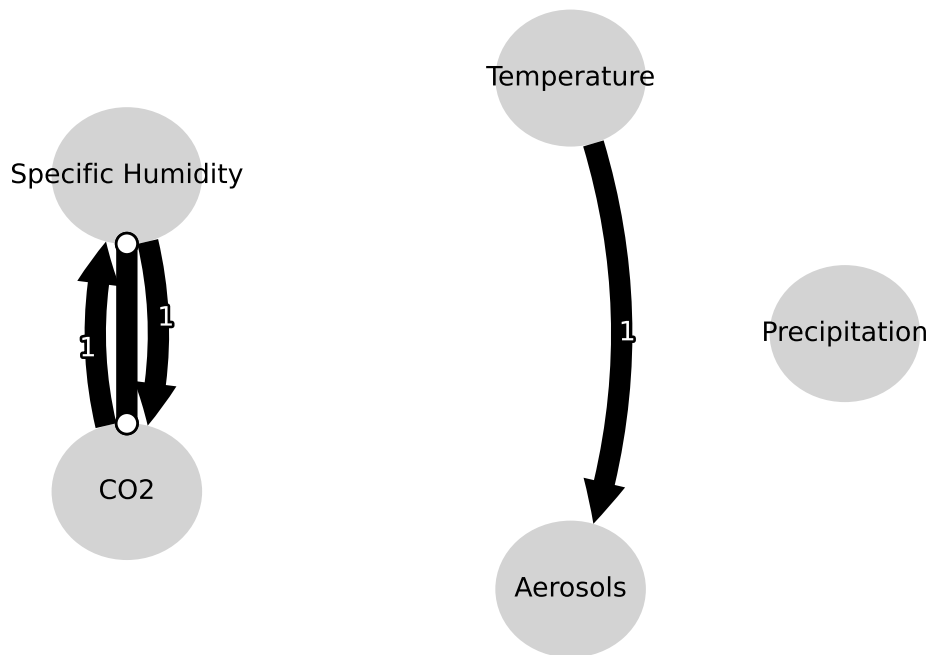 Temperature
Specific Humidity
1
1
1
Precipitation
CO2
Aerosols